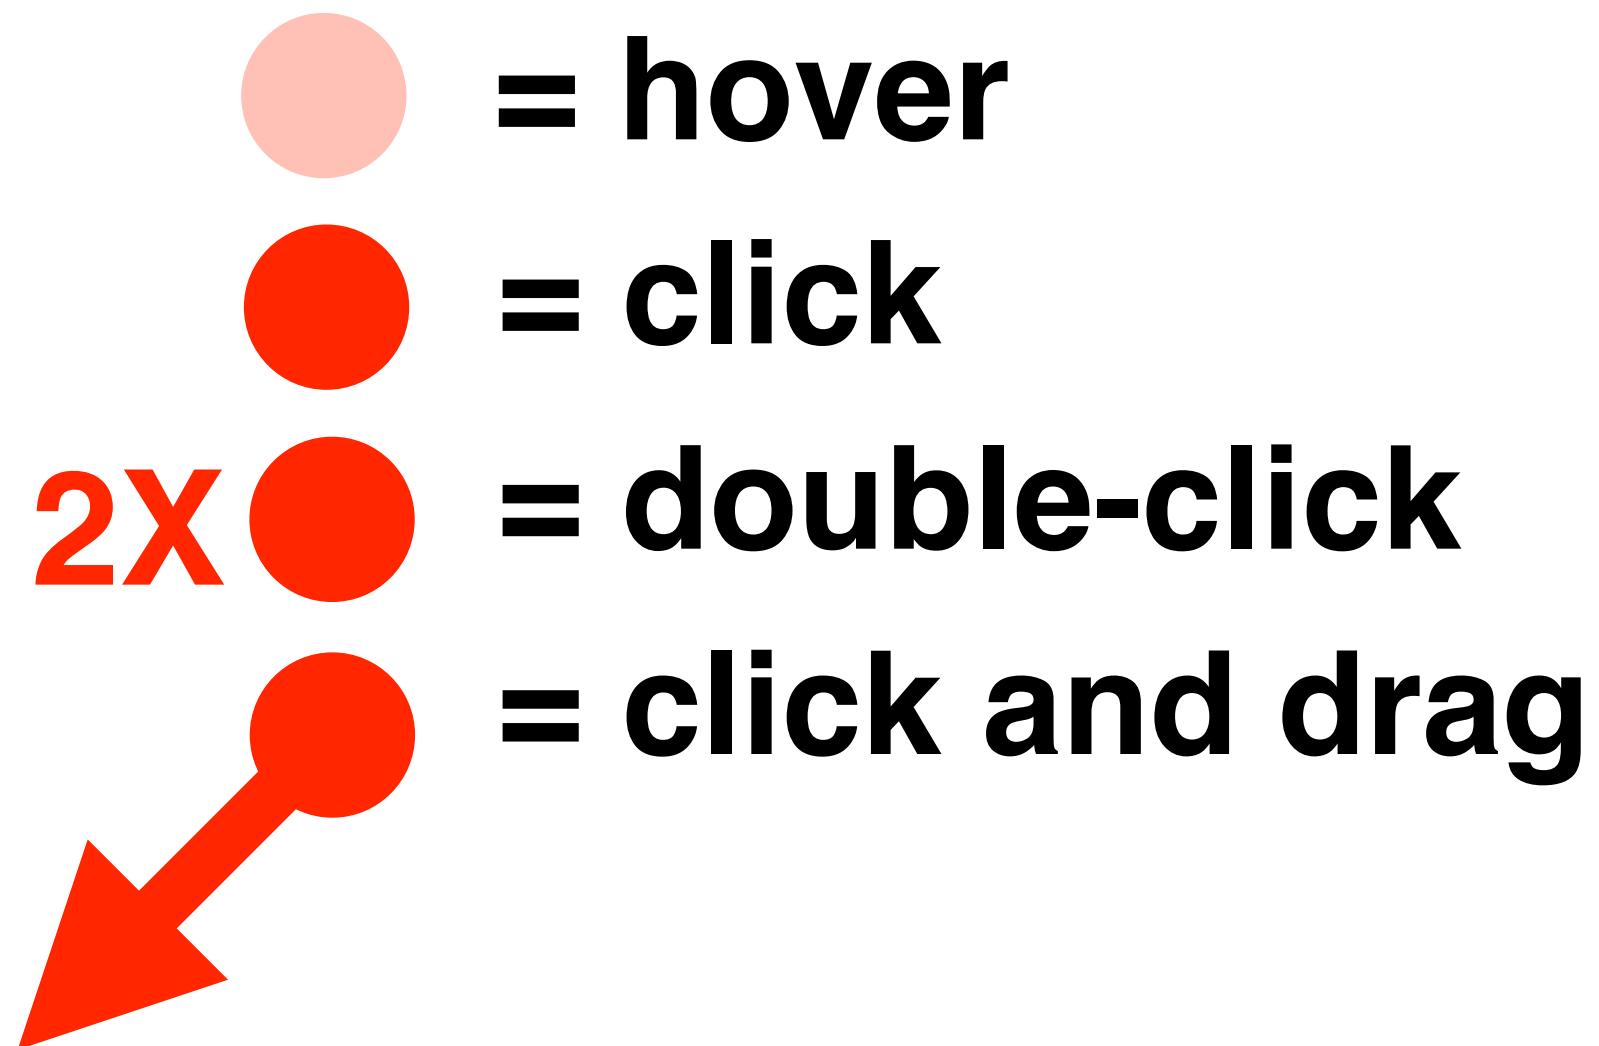 = hover
= click
2X = double-click
= click and drag